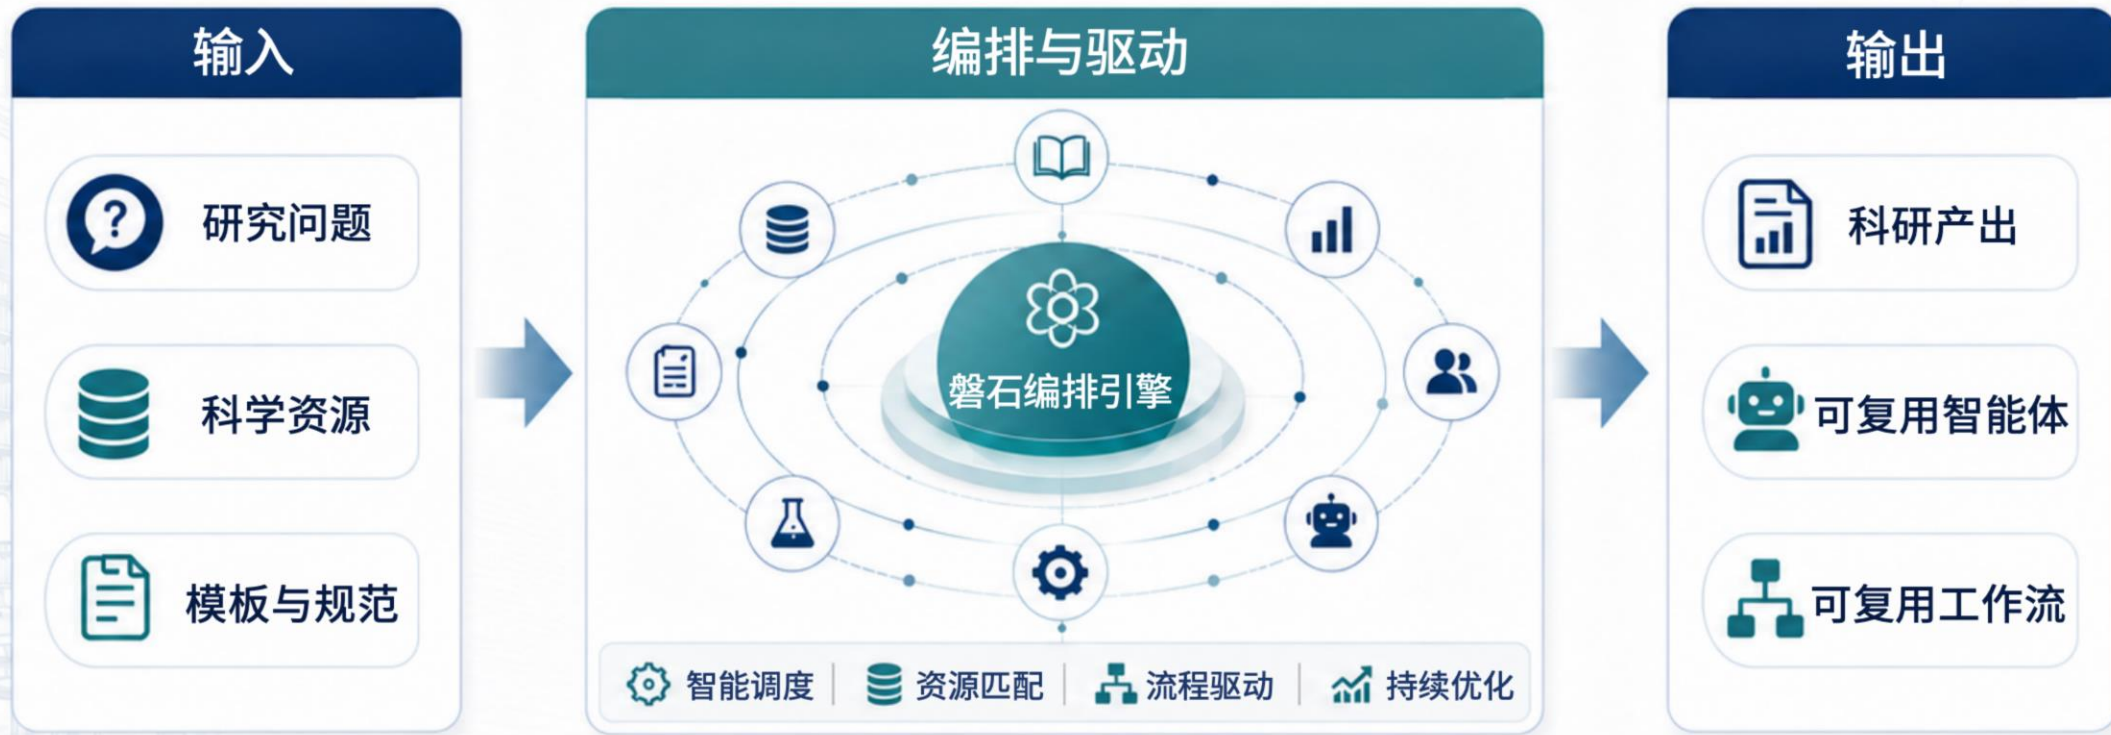 输入
研究问题
科学资源
模板与规范
编排与驱动
磐石编排引擎
智能调度
资源匹配
流程驱动
持续优化
输出
科研产出
可复用智能体
可复用工作流